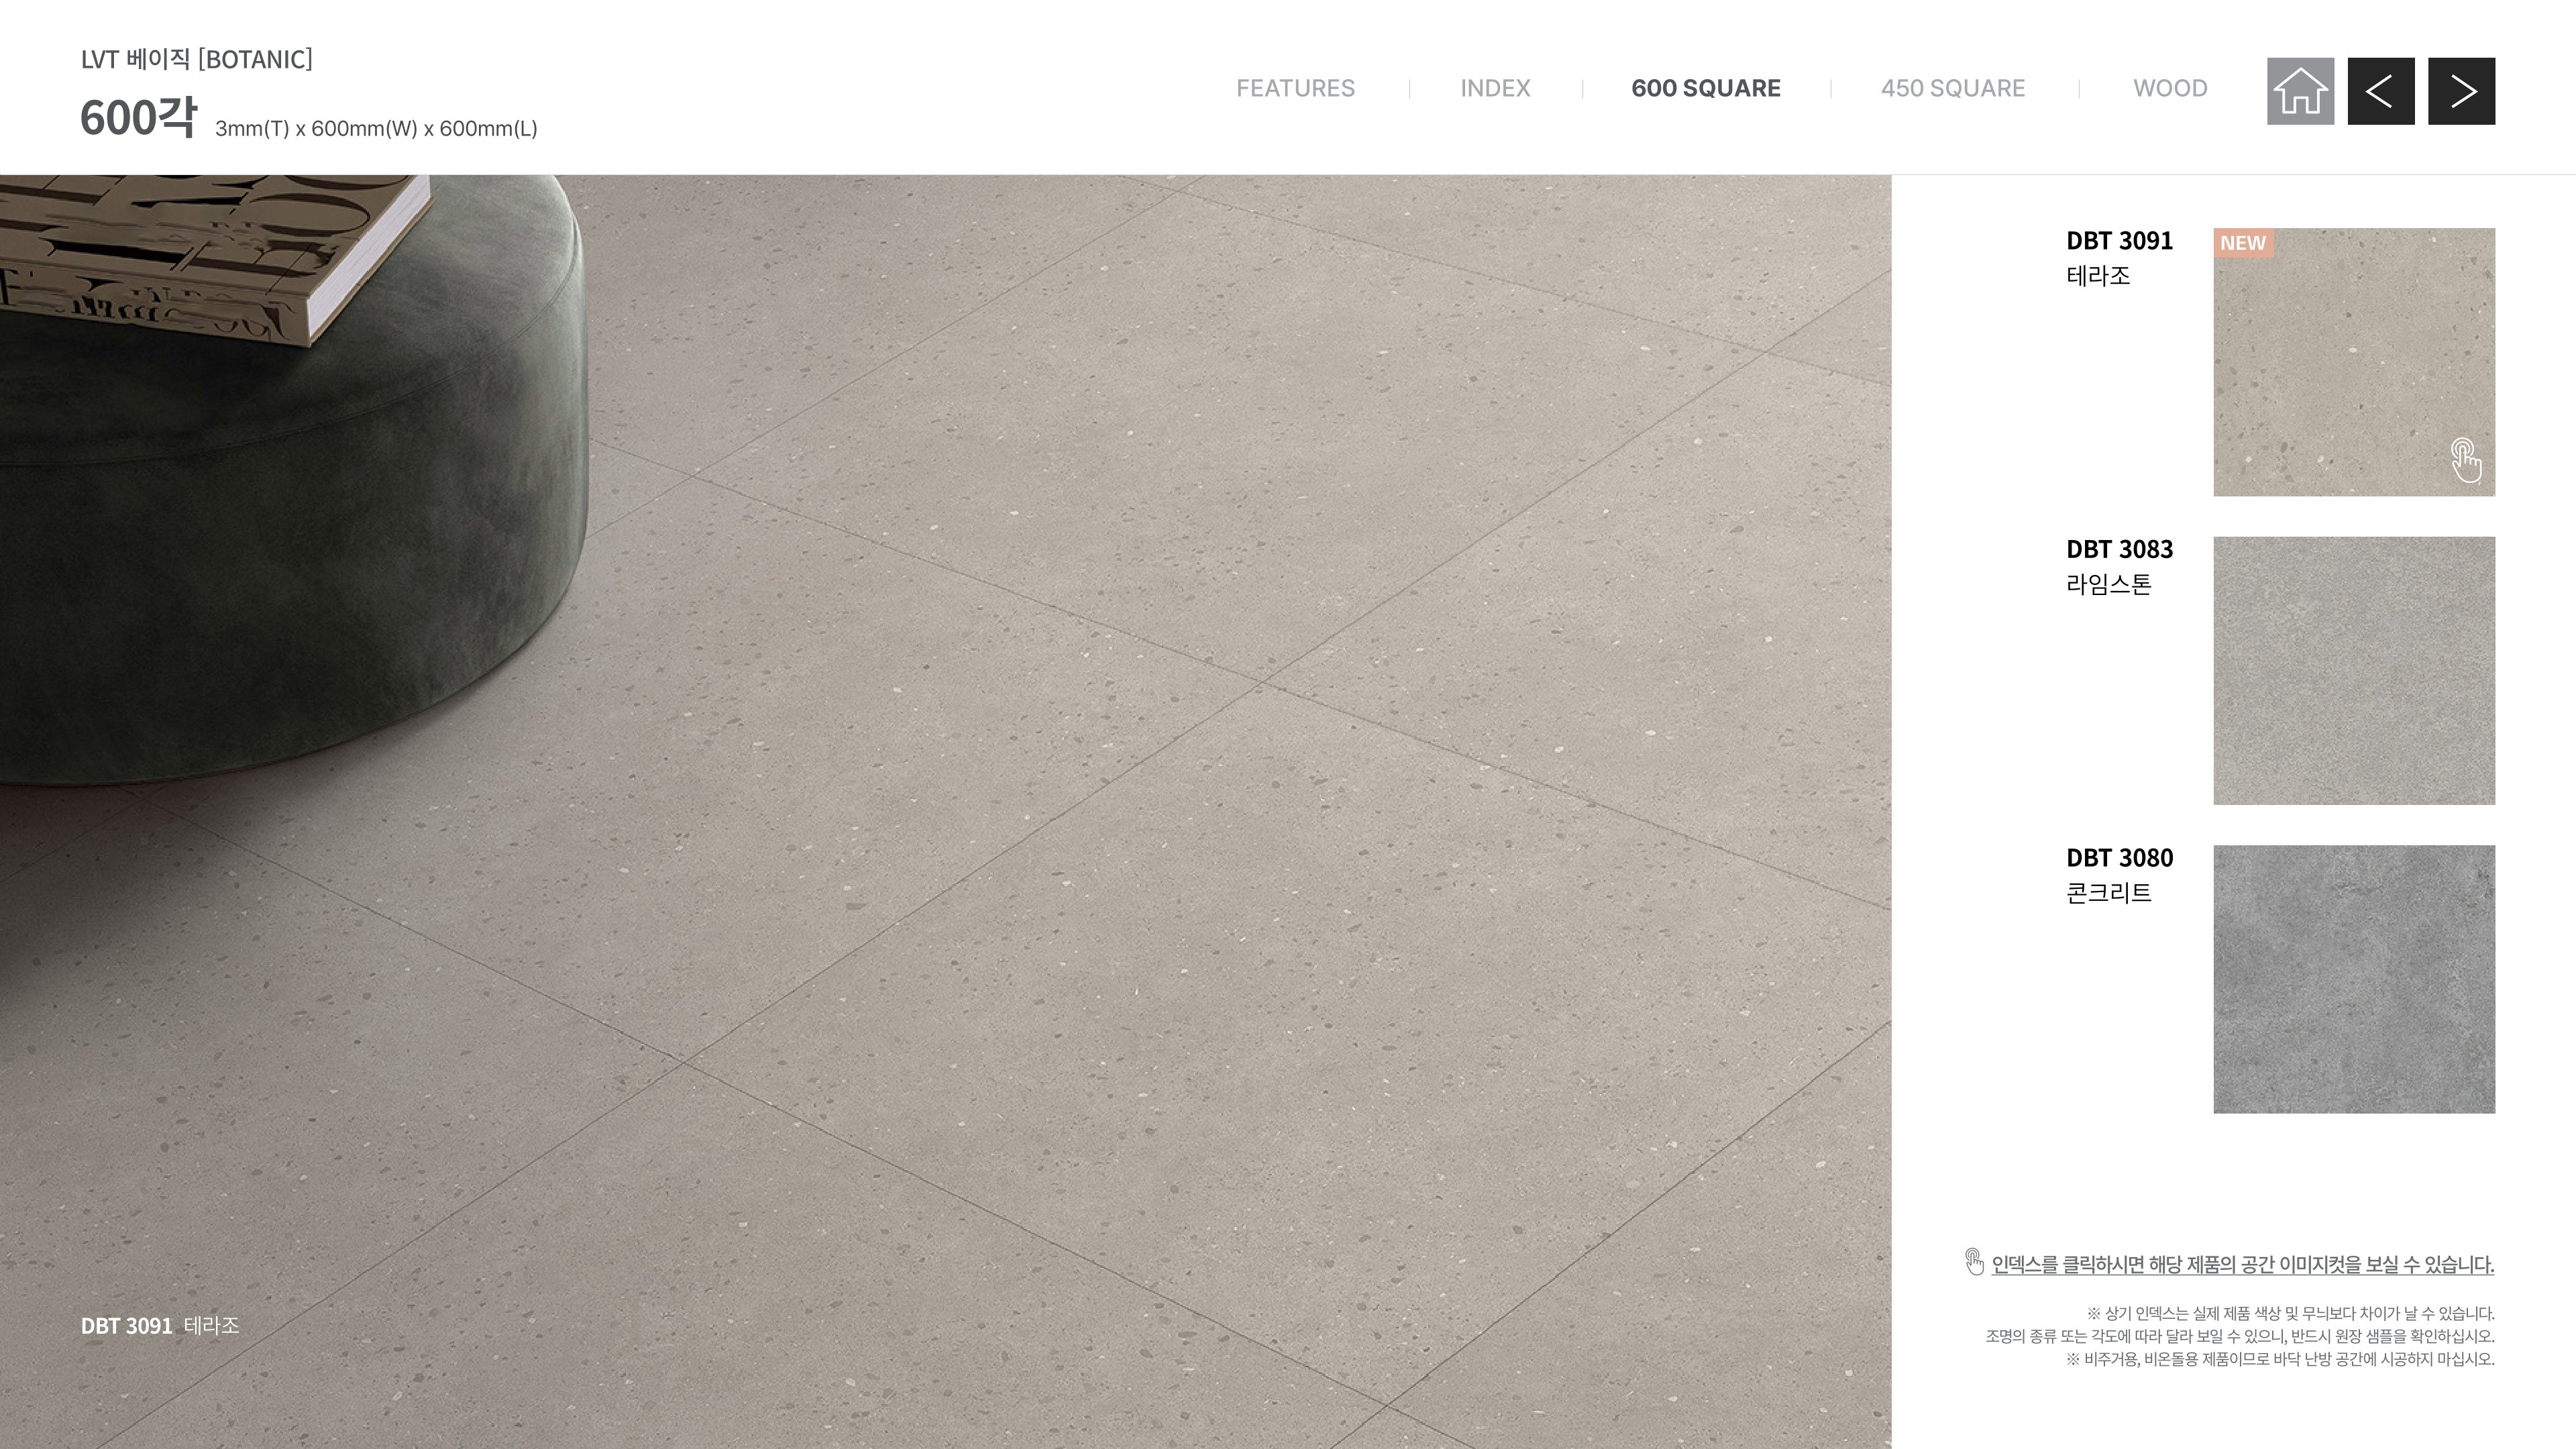 LVT 베이직 [BOTANIC]
600각 3mm(T) x 600mm(W) x 600mm(L)
FEATURES
INDEX
600 SQUARE
450 SQUARE
WOOD
DBT 3091
테라조
NEW
DBT 3083
라임스톤
DBT 3080
콘크리트
DBT 3091 테라조
인덱스를 클릭하시면 해당 제품의 공간 이미지컷을 보실 수 있습니다.
※ 상기 인덱스는 실제 제품 색상 및 무늬보다 차이가 날 수 있습니다.
조명의 종류 또는 각도에 따라 달라 보일 수 있으니, 반드시 원장 샘플을 확인하십시오.
※ 비주거용, 비온돌용 제품이므로 바닥 난방 공간에 시공하지 마십시오.